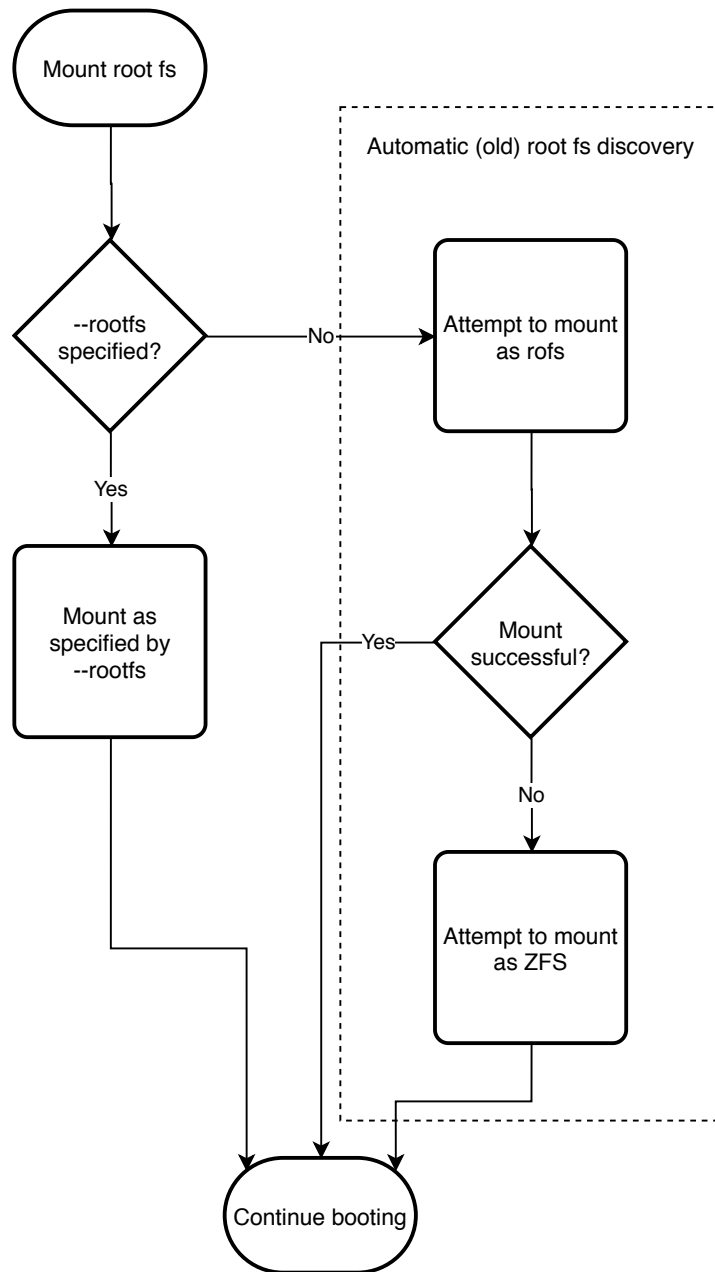 Mount root fs
Automatic (old) root fs discovery
--rootfs
specified?
No
Attempt to mount
as rofs
Yes
Mount as
specified by
--rootfs
Yes
Mount
successful?
No
Attempt to mount
as ZFS
Continue booting